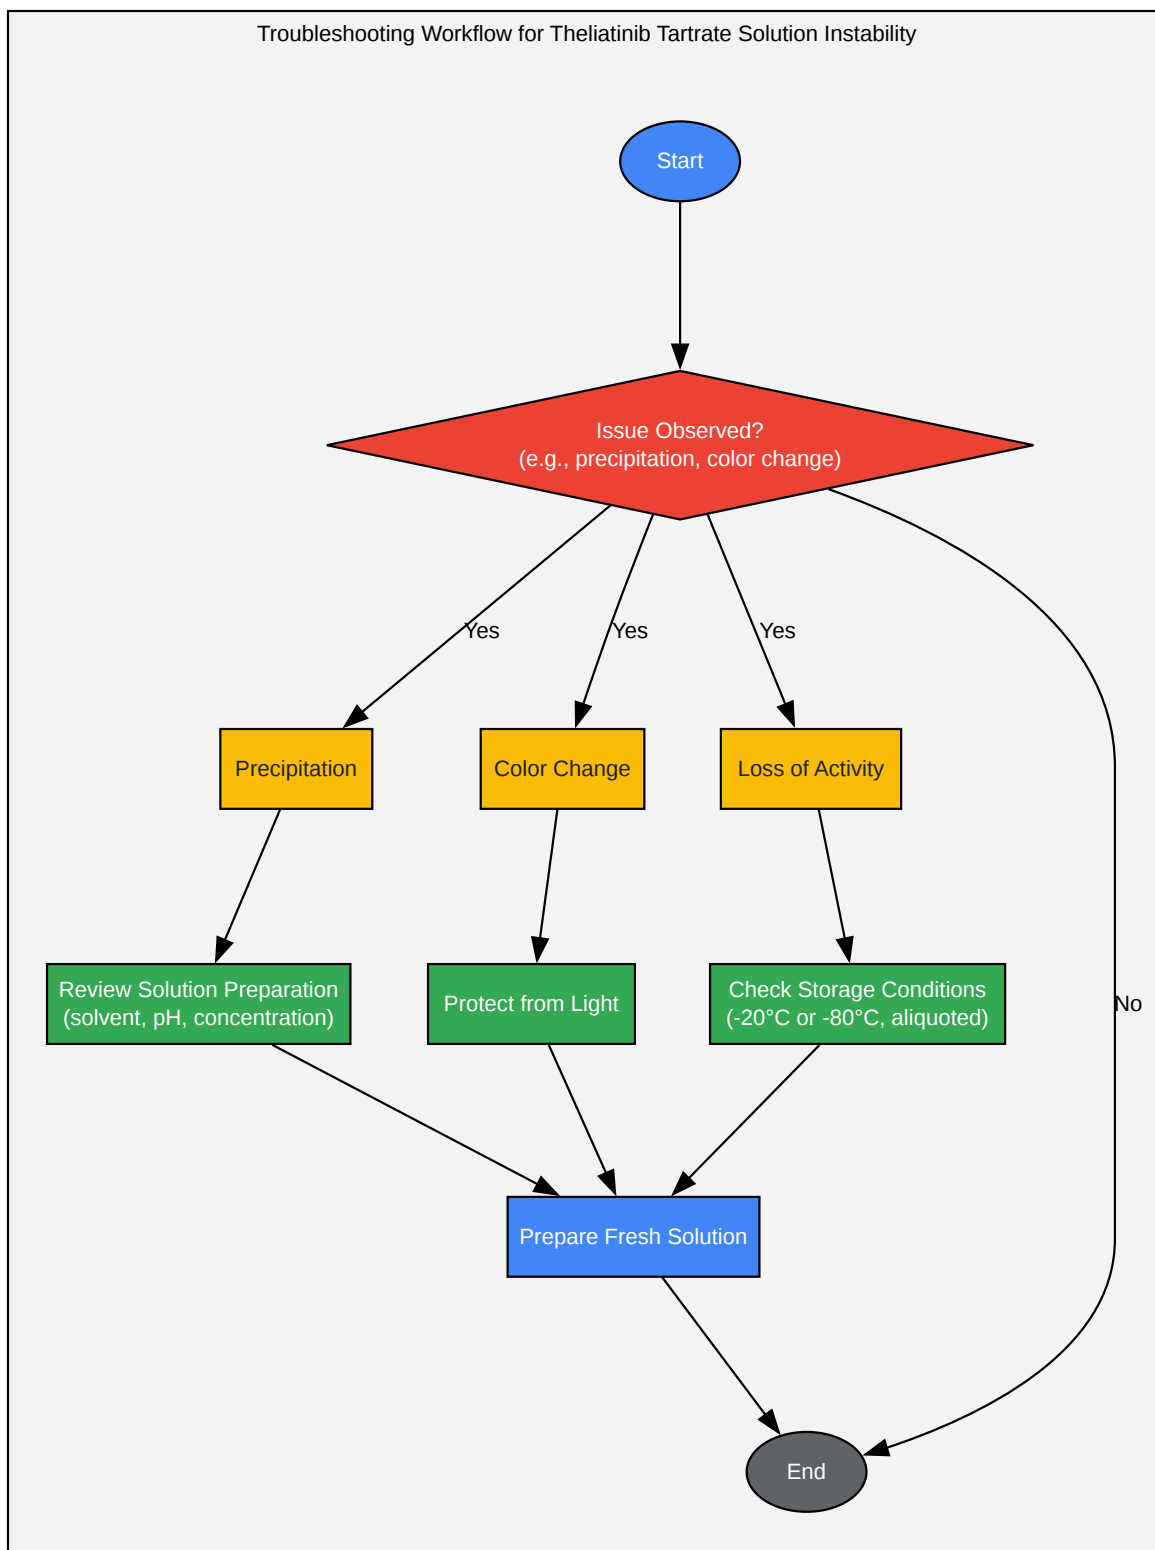 Troubleshooting Workflow for Theliatinib Tartrate Solution Instability
Start
Issue Observed?
(e.g., precipitation, color change)
Yes
Yes
Yes
Precipitation
Color Change
Loss of Activity
Review Solution Preparation
(solvent, pH, concentration)
Protect from Light
Check Storage Conditions
(-20°C or -80°C, aliquoted)
No
Prepare Fresh Solution
End